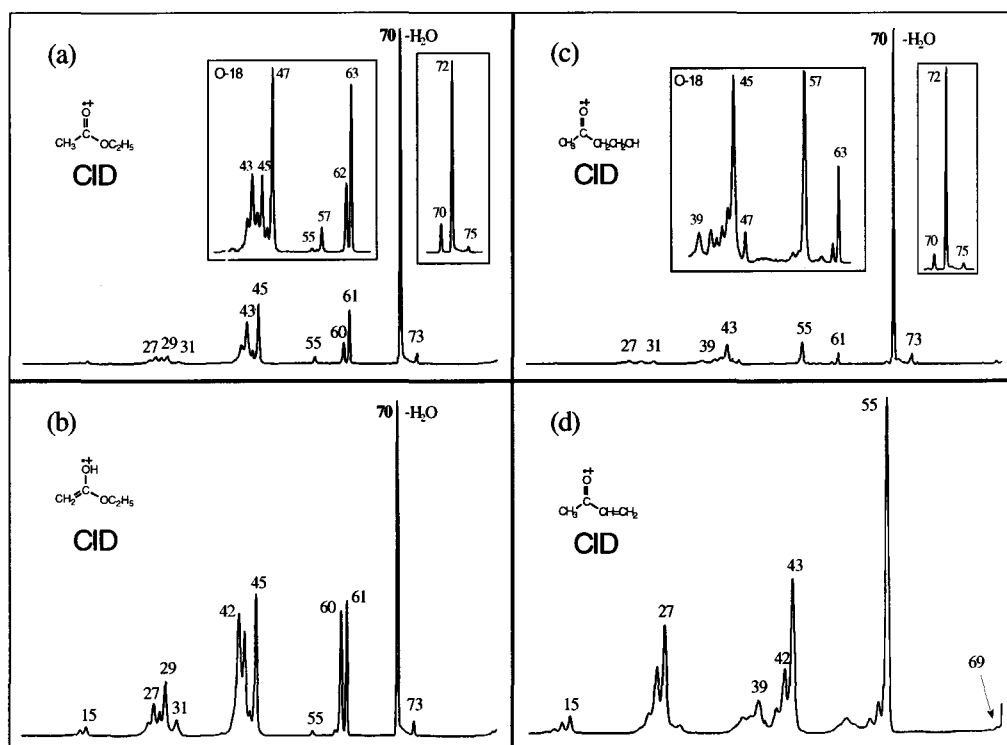 (a)
70 -H₂O
O-18
47
63
72
43
45
62
57
55
70
75
•+
O
CH₃ C OC₂H₅
CID
45
43
61
60
27 29 31
55
73
(c)
70 -H₂O
O-18
45
57
72
63
39
47
70
75
•+
O
CH₃ C CH₂CH₂OH
CID
27 31 39 43 55 61 73
(b)
70 -H₂O
•+
OH
CH₂ C OC₂H₅
CID
42
45
60
61
29
27
31
15
55
73
(d)
55
•+
O
CH₃ C CH=CH₂
CID
43
27
42
39
15
69